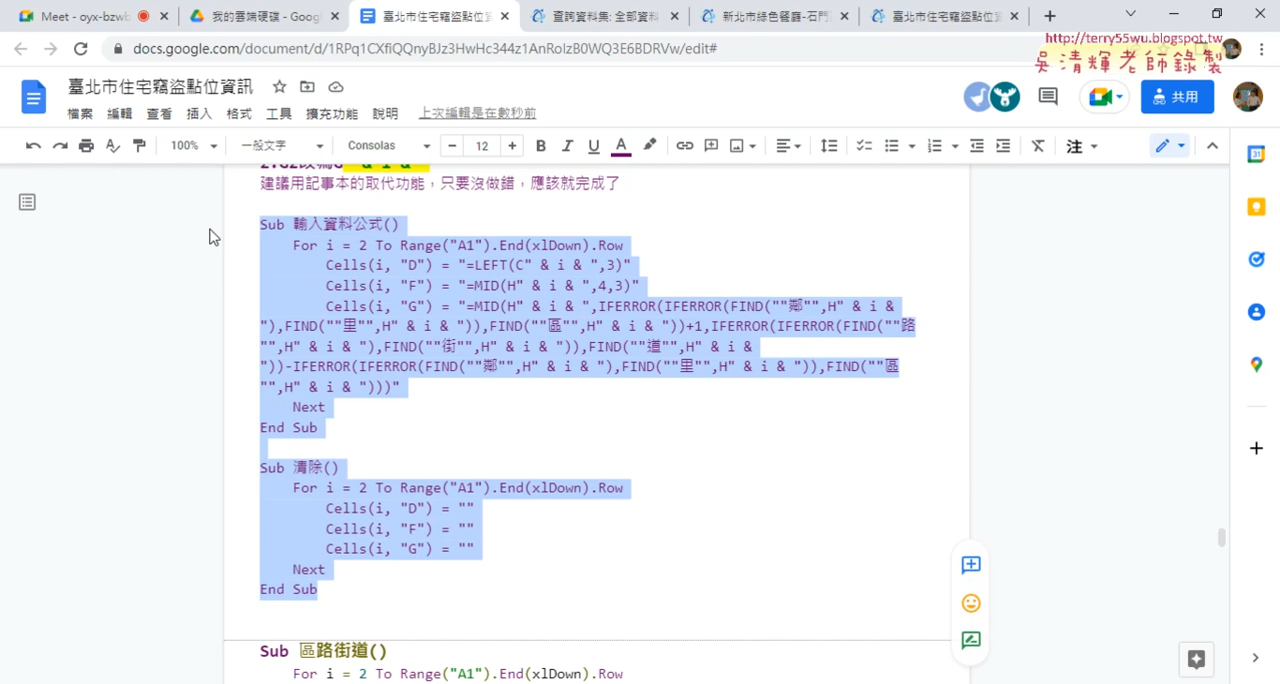 Meet - oyx-bzwb
我的雲端硬碟 - Goog
臺北市住宅竊盜點位資
查詢資料集: 全部資料
新北市綠色餐廳-石門
臺北市住宅竊盜點位資
docs.google.com/document/d/1RPq1CXfiQQnyBJz3HwHc344z1AnRolzB0WQ3E6BDRVw/edit#
http://terry55wu.blogspot.tw
吳清輝老師錄製
臺北市住宅竊盜點位資訊
檔案 編輯 查看 插入 格式 工具 擴充功能 說明 上次編輯是在數秒前
共用
100% 一般文字 Consolas 12 注
建議用記事本的取代功能，只要沒做錯，應該就完成了
Sub 輸入資料公式()
For i = 2 To Range("A1").End(xlDown).Row
Cells(i, "D") = "=LEFT(C" & i & ",3)"
Cells(i, "F") = "=MID(H" & i & ",4,3)"
Cells(i, "G") = "=MID(H" & i & ",IFERROR(IFERROR(FIND(""鄰"",H" & i &
"),FIND(""里"",H" & i & ")),FIND(""區"",H" & i & "))+1,IFERROR(IFERROR(FIND(""路
"",H" & i & "),FIND(""街"",H" & i & ")),FIND(""道"",H" & i &
"))-IFERROR(IFERROR(FIND(""鄰"",H" & i & "),FIND(""里"",H" & i & ")),FIND(""區
"",H" & i & ")))"
Next
End Sub
Sub 清除()
For i = 2 To Range("A1").End(xlDown).Row
Cells(i, "D") = ""
Cells(i, "F") = ""
Cells(i, "G") = ""
Next
End Sub
Sub 區路街道()
For i = 2 To Range("A1").End(xlDown).Row